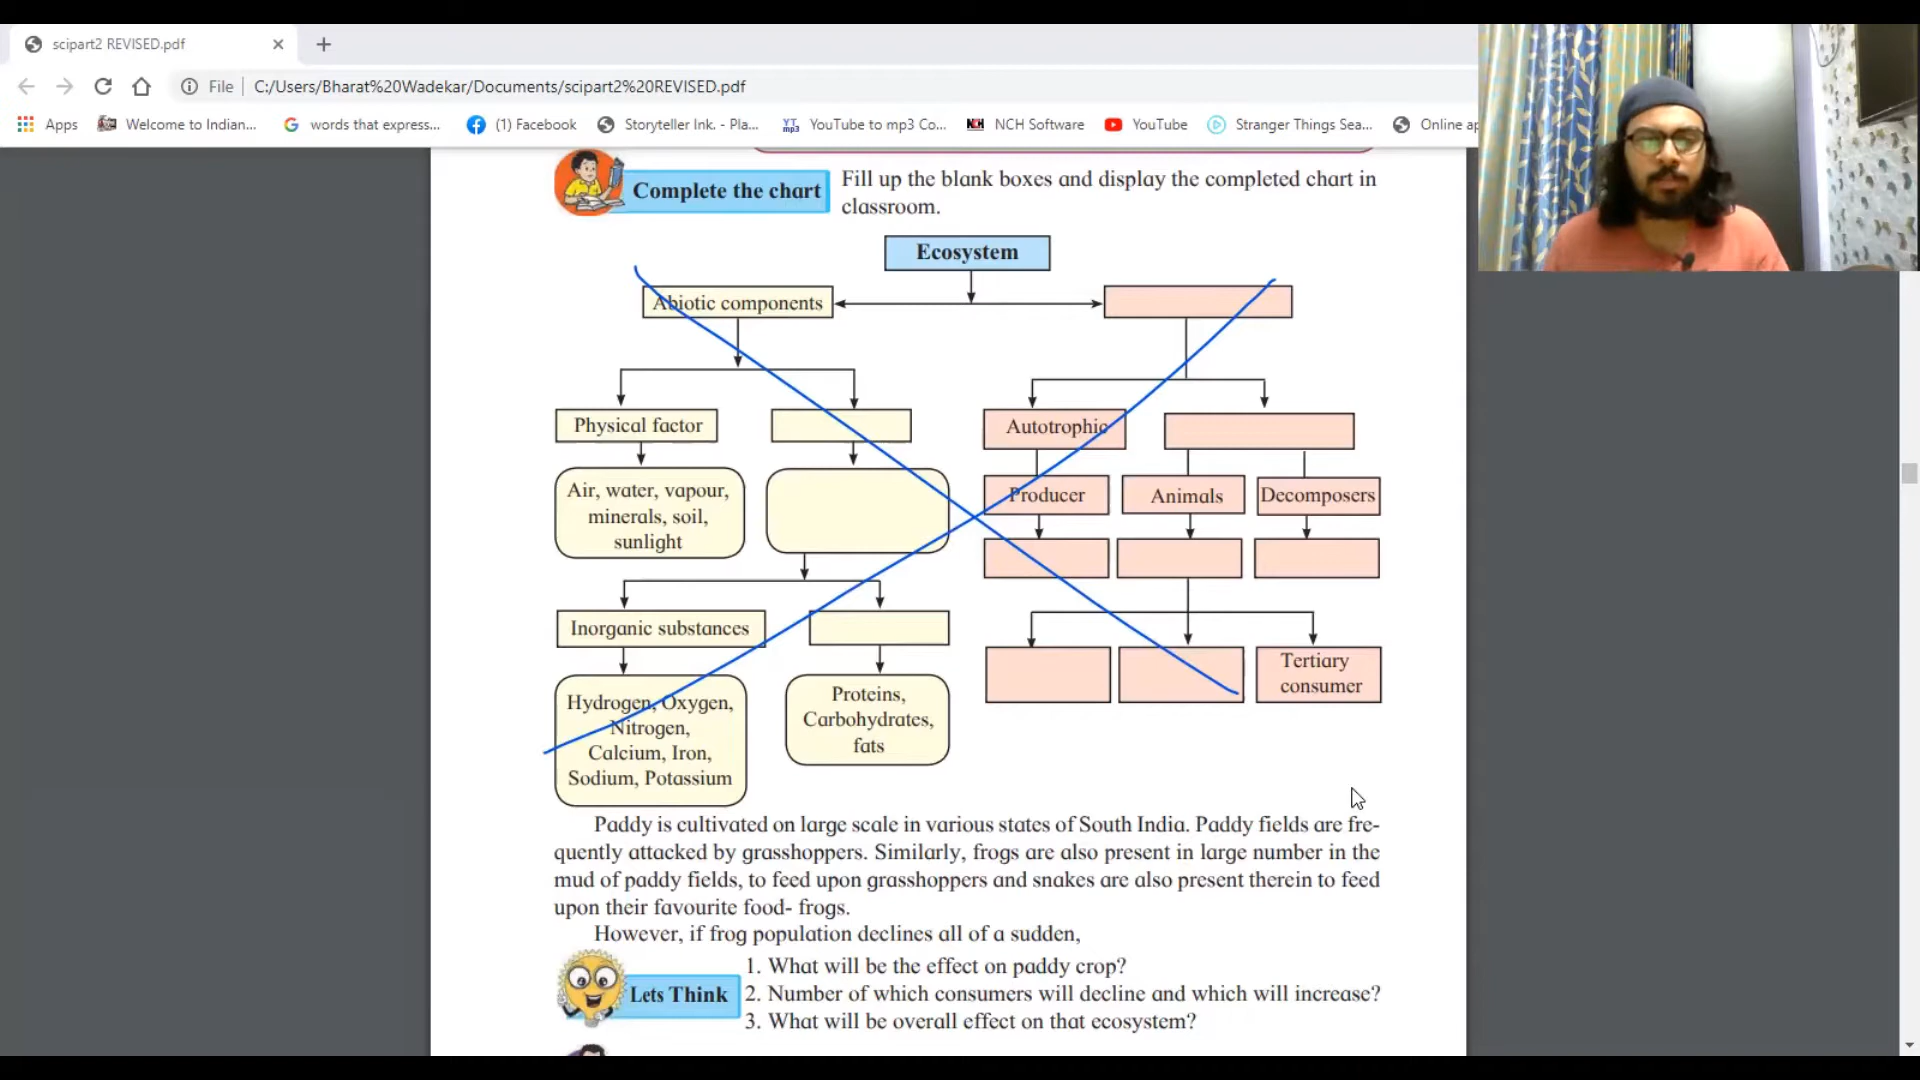 scipart2 REVISED.pdf
File
C:/Users/Bharat%20Wadekar/Documents/scipart2%20REVISED.pdf
Apps
Welcome to Indian...
words that express...
(1) Facebook
Storyteller Ink. - Pla...
YT mp3
YouTube to mp3 Co...
NCH
NCH Software
YouTube
Stranger Things Sea...
Online ap
Complete the chart
Fill up the blank boxes and display the completed chart in
classroom.
Ecosystem
Abiotic components
Physical factor
Autotrophic
Air, water, vapour,
minerals, soil,
sunlight
Producer
Animals
Decomposers
Inorganic substances
Tertiary
consumer
Hydrogen, Oxygen,
Nitrogen,
Calcium, Iron,
Sodium, Potassium
Proteins,
Carbohydrates,
fats
Paddy is cultivated on large scale in various states of South India. Paddy fields are fre-
quently attacked by grasshoppers. Similarly, frogs are also present in large number in the
mud of paddy fields, to feed upon grasshoppers and snakes are also present therein to feed
upon their favourite food- frogs.
However, if frog population declines all of a sudden,
Lets Think
1. What will be the effect on paddy crop?
2. Number of which consumers will decline and which will increase?
3. What will be overall effect on that ecosystem?